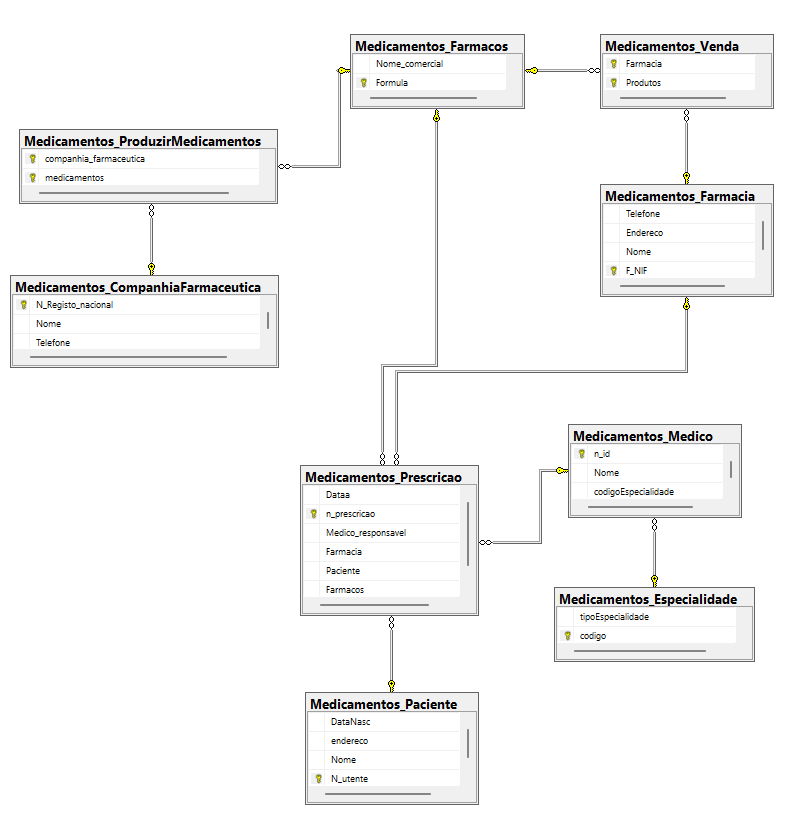 Medicamentos_Farmacos
Nome_comercial
Formula
Medicamentos_Venda
Farmacia
Produtos
Medicamentos_ProduzirMedicamentos
companhia_farmaceutica
medicamentos
Medicamentos_Farmacia
Telefone
Endereco
Nome
F_NIF
Medicamentos_CompanhiaFarmaceutica
N_Registo_nacional
Nome
Telefone
Medicamentos_Medico
n_id
Nome
codigoEspecialidade
Medicamentos_Prescricao
Dataa
n_prescricao
Medico_responsavel
Farmacia
Paciente
Farmacos
Medicamentos_Especialidade
tipoEspecialidade
codigo
Medicamentos_Paciente
DataNasc
endereco
Nome
N_utente